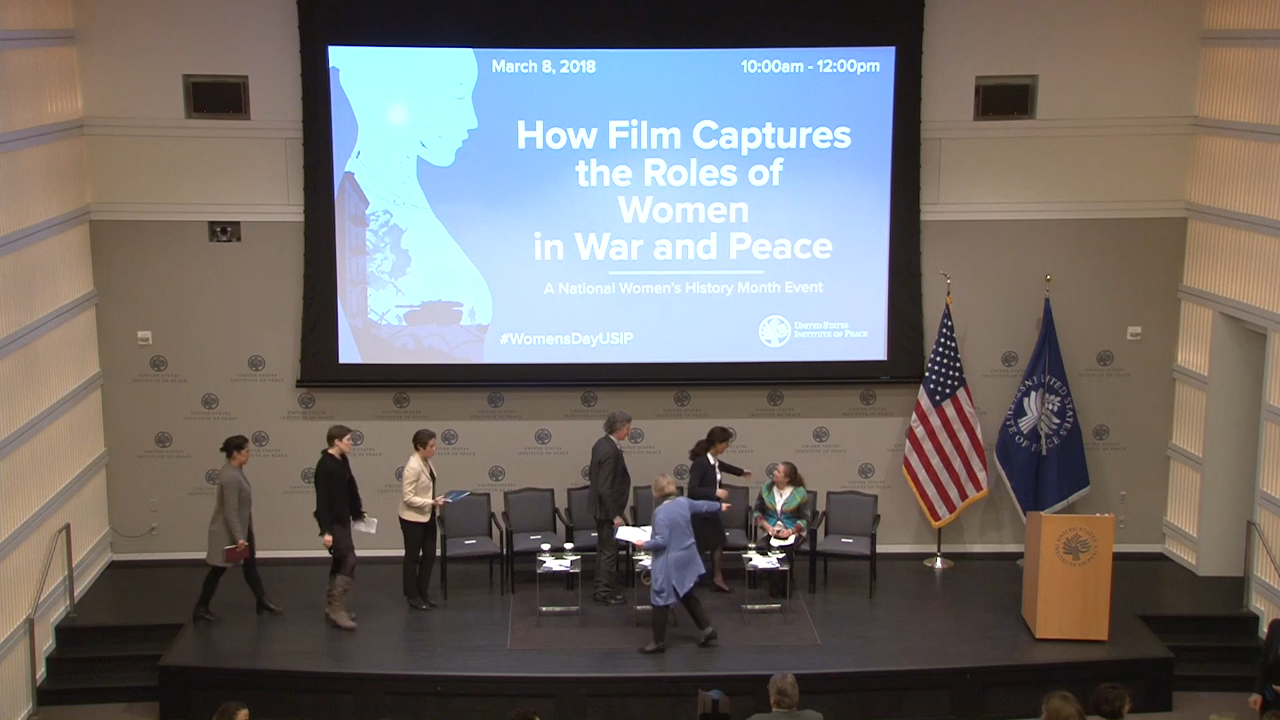 March 8, 2018
10:00am - 12:00pm
How Film Captures
the Roles of
Women
in War and Peace
A National Women's History Month Event
#WomensDayUSIP
UNITED STATES
INSTITUTE OF PEACE